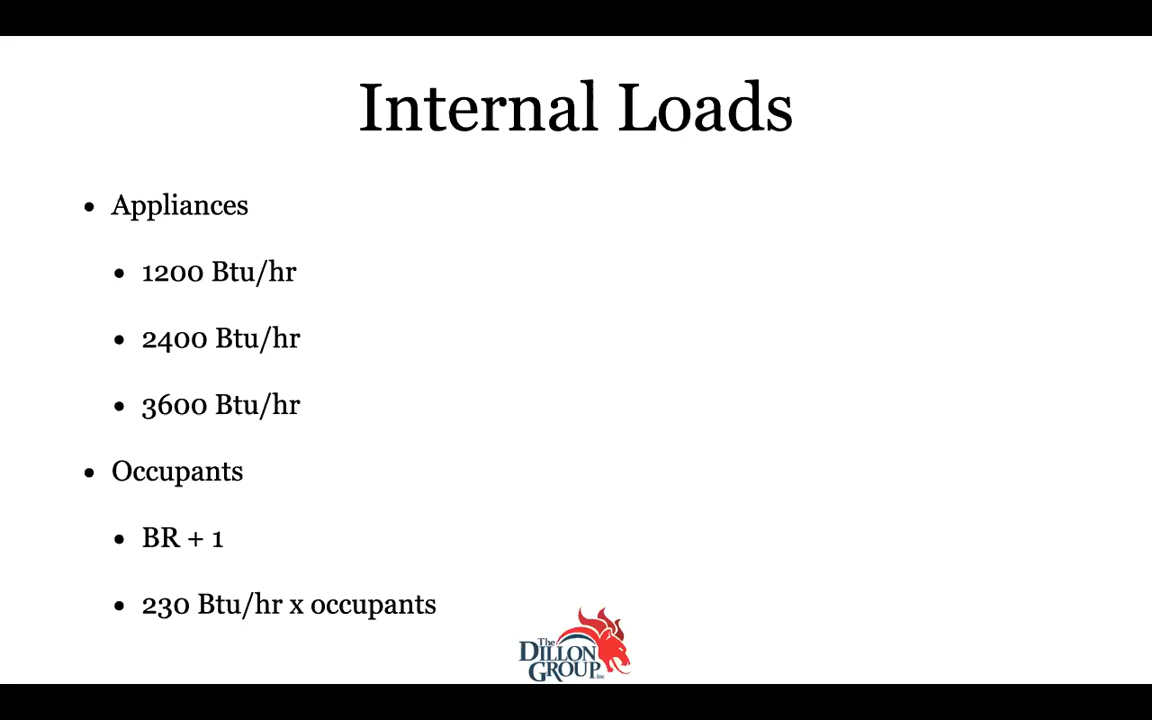 Internal Loads
• Appliances
• 1200 Btu/hr
• 2400 Btu/hr
• 3600 Btu/hr
• Occupants
• BR + 1
• 230 Btu/hr x occupants
The
DILLON
GROUP Inc